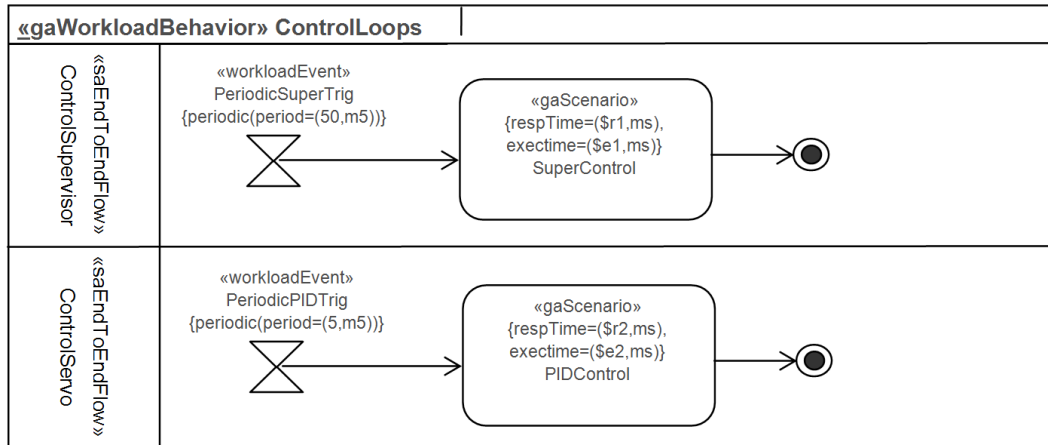 «gaWorkloadBehavior» ControlLoops
«saEndToEndFlow»
ControlSupervisor
«workloadEvent»
PeriodicSuperTrig
{periodic(period=(50,m5))}
«gaScenario»
{respTime=($r1,ms),
exectime=($e1,ms)}
SuperControl
«saEndToEndFlow»
ControlServo
«workloadEvent»
PeriodicPIDTrig
{periodic(period=(5,m5))}
«gaScenario»
{respTime=($r2,ms),
exectime=($e2,ms)}
PIDControl